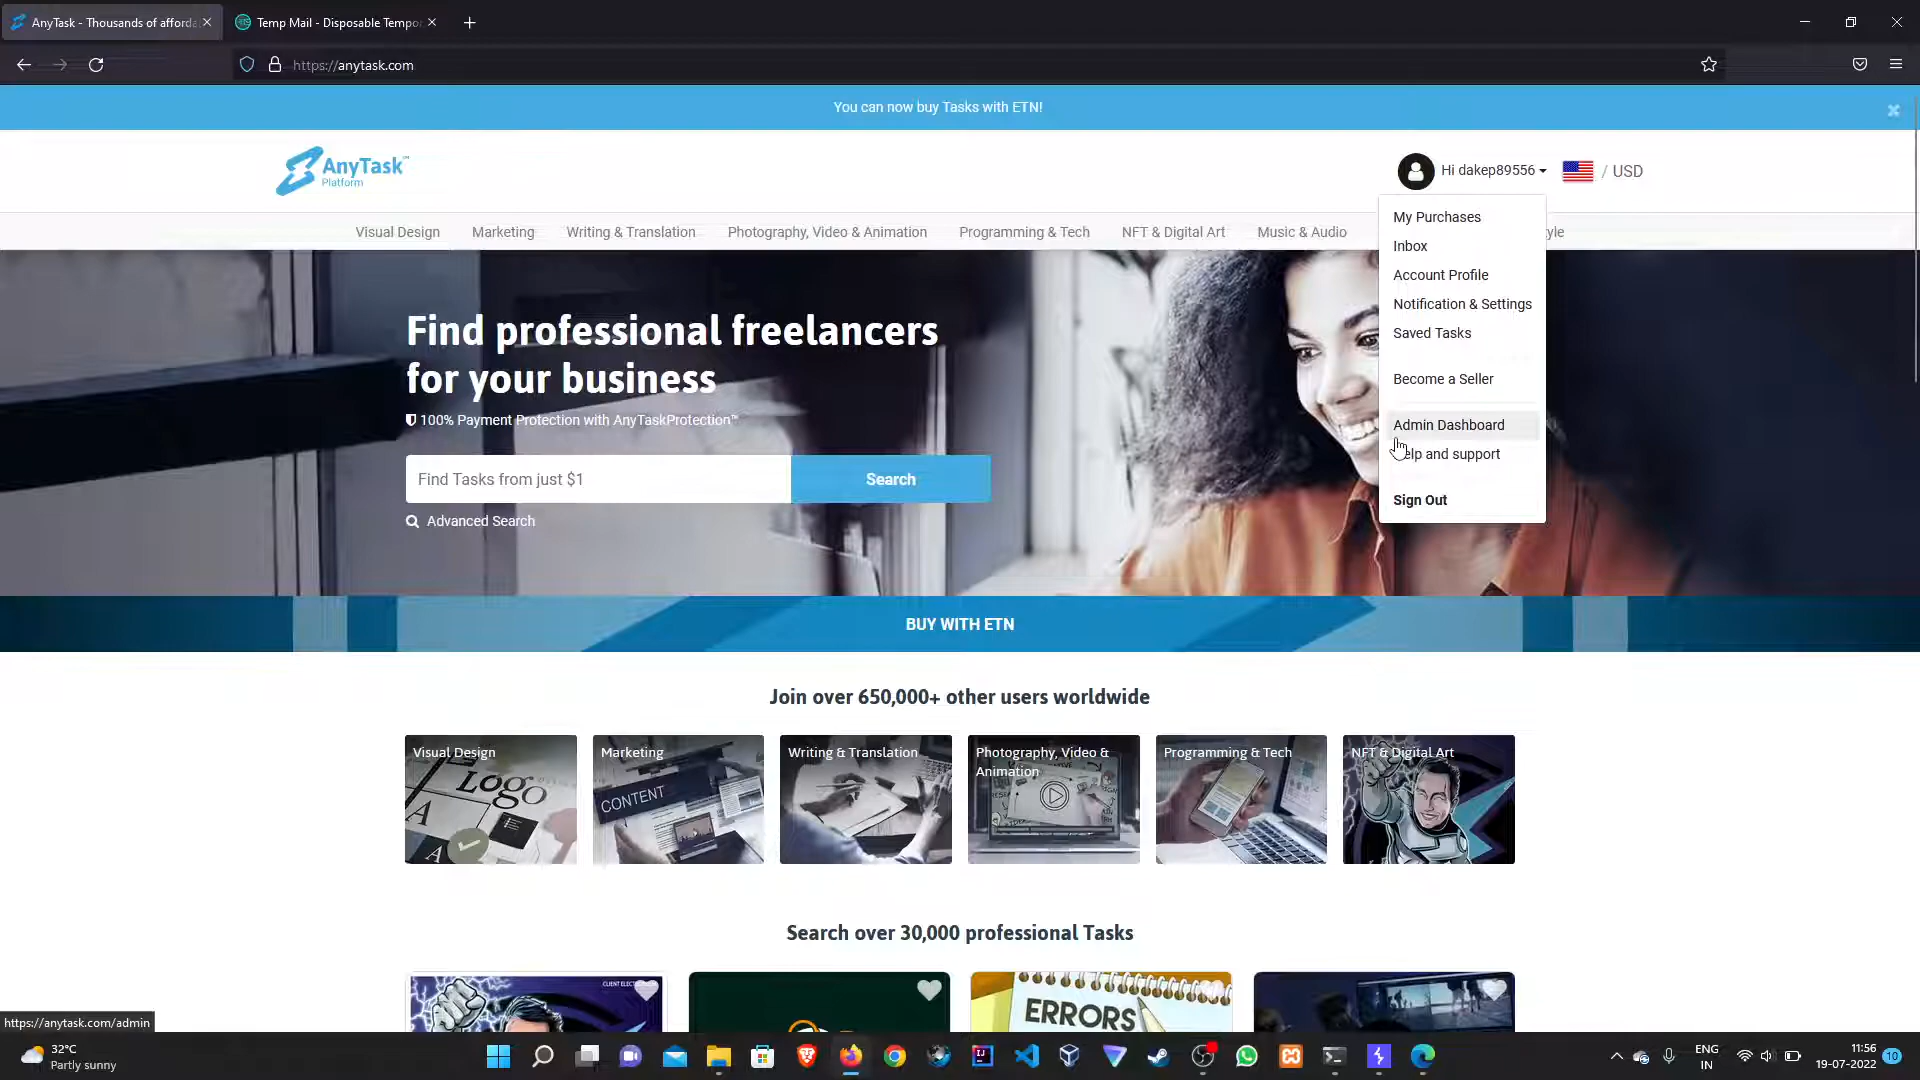 AnyTask - Thousands of afforda
Temp Mail - Disposable Tempo
https://anytask.com
You can now buy Tasks with ETN!
AnyTask™
Platform
Hi dakep89556
/ USD
Visual Design
Marketing
Writing & Translation
Photography, Video & Animation
Programming & Tech
NFT & Digital Art
Music & Audio
yle
My Purchases
Inbox
Account Profile
Notification & Settings
Saved Tasks
Become a Seller
Admin Dashboard
elp and support
Sign Out
Find professional freelancers
for your business
100% Payment Protection with AnyTaskProtection™
Find Tasks from just $1
Search
Advanced Search
BUY WITH ETN
Join over 650,000+ other users worldwide
Visual Design
Marketing
Writing & Translation
Photography, Video &
Animation
Programming & Tech
NFT & Digital Art
LOGO
CONTENT
Search over 30,000 professional Tasks
ERRORS
https://anytask.com/admin
32°C
Partly sunny
ENG
IN
11:56
19-07-2022
10